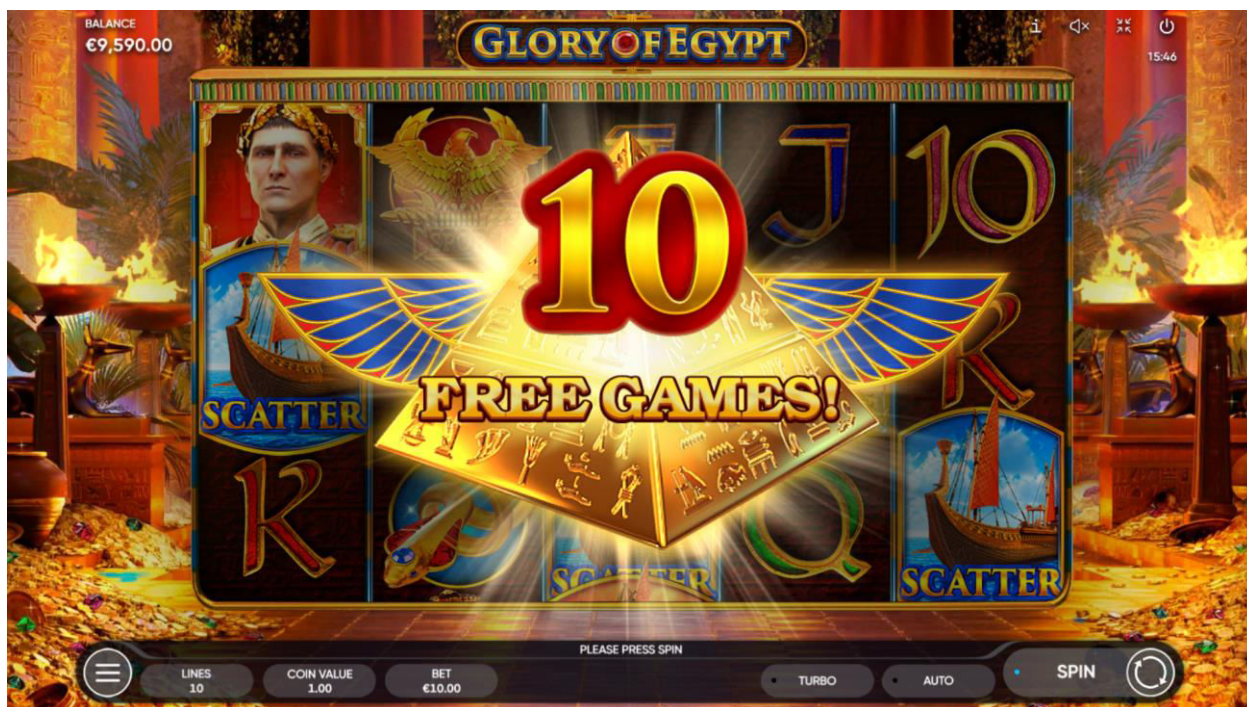 BALANCE
€9,590.00
GLORY OF EGYPT
i
15:46
J
10
10
FREE GAMES!
SCATTER
K
K
Q
SCATTER
SCATTER
PLEASE PRESS SPIN
LINES
10
COIN VALUE
1.00
BET
€10.00
TURBO
AUTO
SPIN